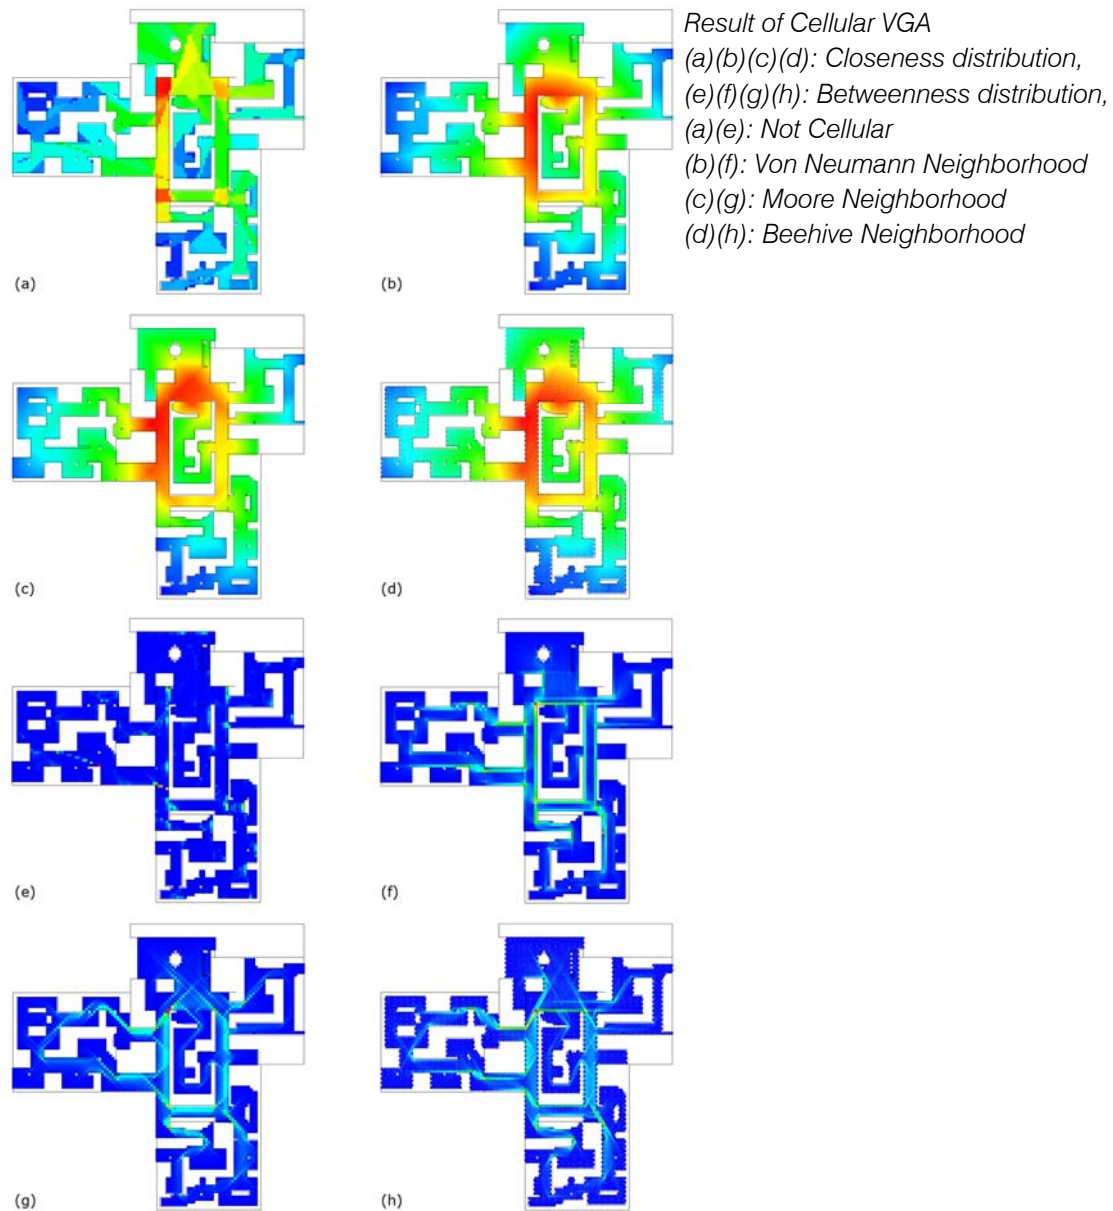 Result of Cellular VGA
(a)(b)(c)(d): Closeness distribution,
(e)(f)(g)(h): Betweenness distribution,
(a)(e): Not Cellular
(b)(f): Von Neumann Neighborhood
(c)(g): Moore Neighborhood
(d)(h): Beehive Neighborhood
(a)
(b)
(c)
(d)
(e)
(f)
(g)
(h)